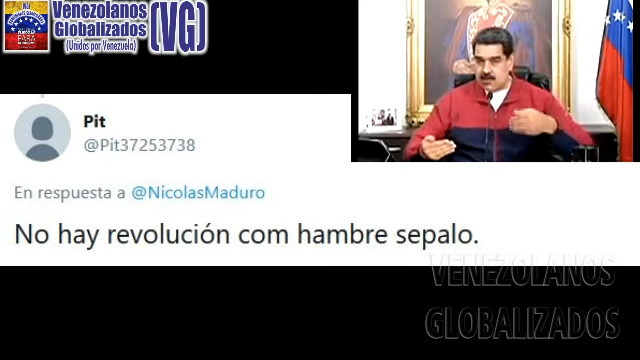 Venezolanos
Globalizados
(Unidos por Venezuela)
(VG)
Pit
@Pit37253738
En respuesta a @NicolasMaduro
No hay revolución com hambre sepalo.
VENEZOLANOS
GLOBALIZADOS